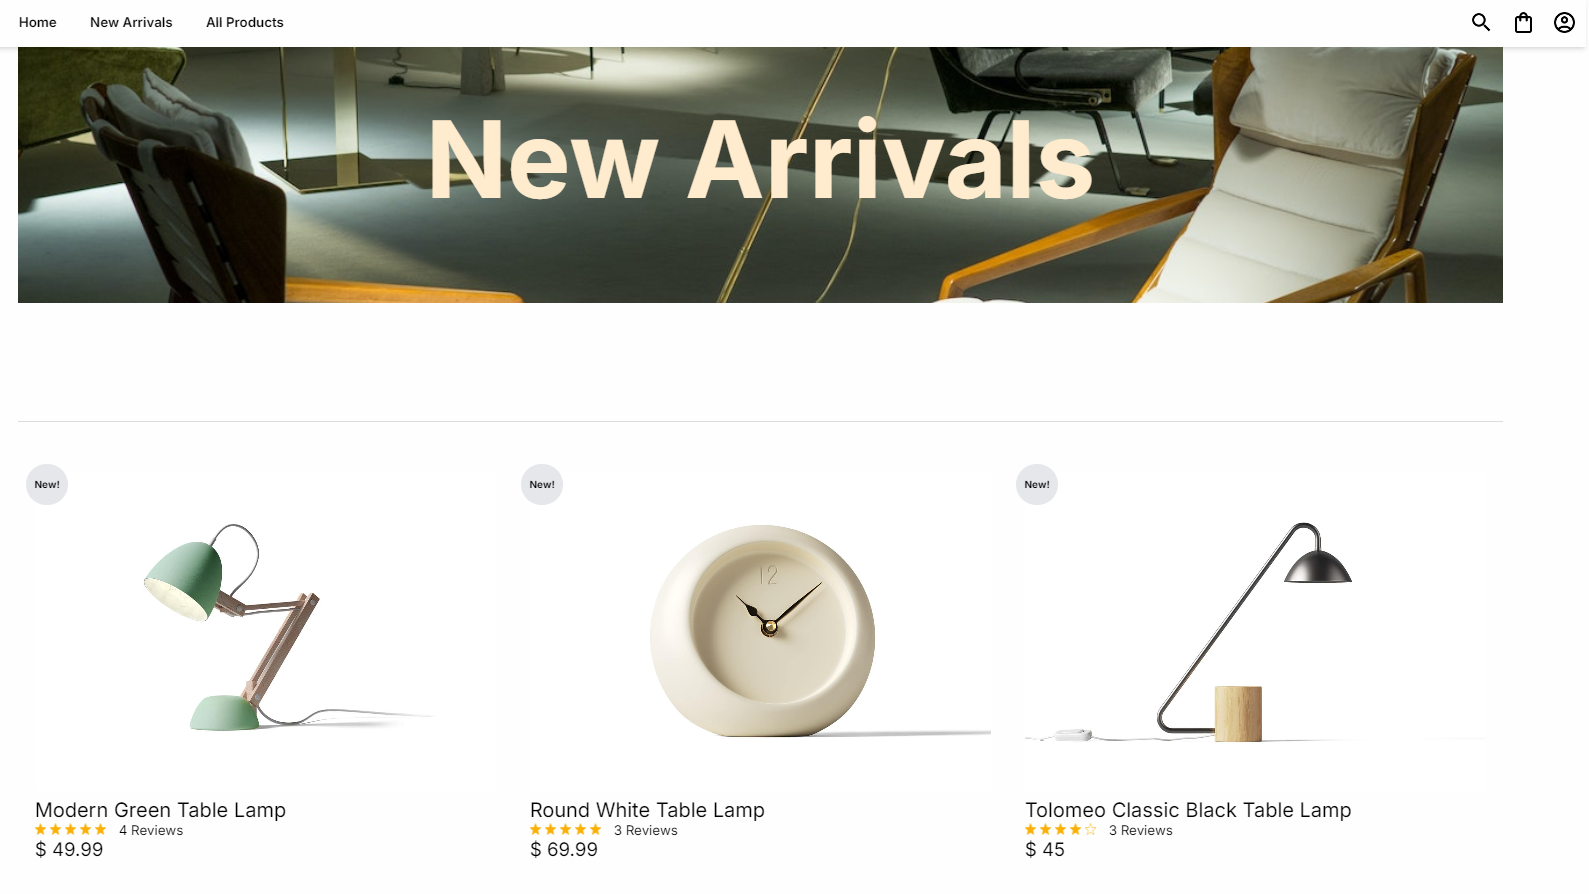 Home New Arrivals All Products
New Arrivals
New! New! New!
12
Modern Green Table Lamp Round White Table Lamp Tolomeo Classic Black Table Lamp
4 Reviews 3 Reviews 3 Reviews
$ 49.99 $ 69.99 $ 45